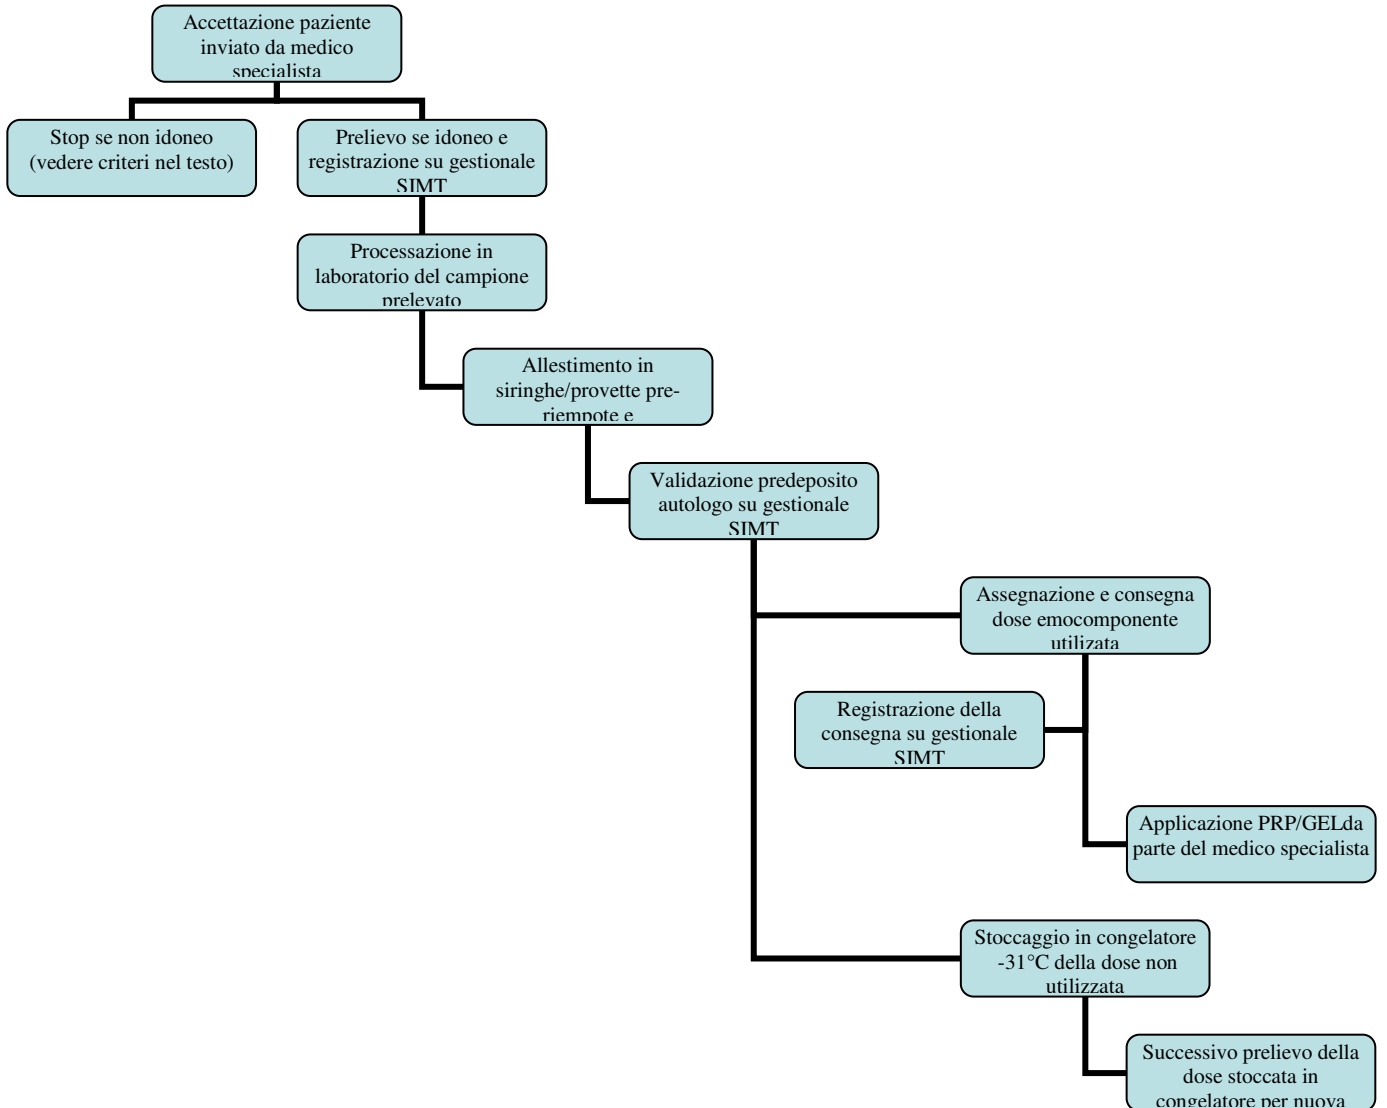 Accettazione paziente
inviato da medico
specialista
Stop se non idoneo
(vedere criteri nel testo)
Prelievo se idoneo e
registrazione su gestionale
SIMT
Processazione in
laboratorio del campione
prelevato
Allestimento in
siringhe/provette pre-
riempote e
Validazione predeposito
autologo su gestionale
SIMT
Assegnazione e consegna
dose emocomponente
utilizata
Registrazione della
consegna su gestionale
SIMT
Applicazione PRP/GELda
parte del medico specialista
Stoccaggio in congelatore
-31°C della dose non
utilizzata
Successivo prelievo della
dose stoccata in
congelatore per nuova